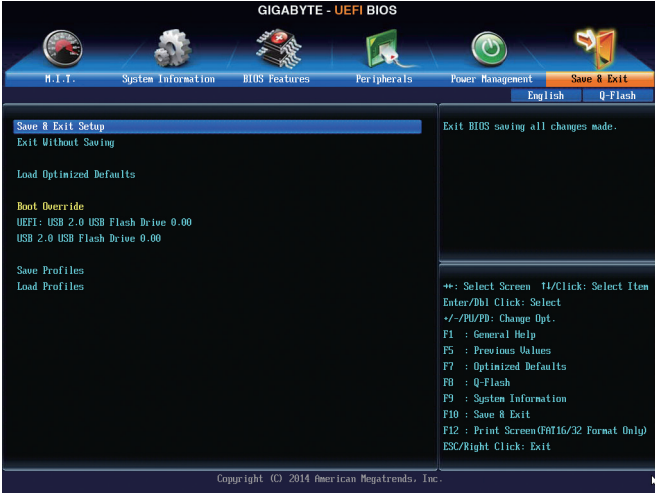 GIGABYTE - UEFI BIOS
M.I.T.
System Information
BIOS Features
Peripherals
Power Management
Save & Exit
English
Q-Flash
Save & Exit Setup
Exit Without Saving
Load Optimized Defaults
Boot Override
UEFI: USB 2.0 USB Flash Drive 0.00
USB 2.0 USB Flash Drive 0.00
Save Profiles
Load Profiles
Exit BIOS saving all changes made.
→←: Select Screen ↑↓/Click: Select Item
Enter/Dbl Click: Select
+/-/PU/PD: Change Opt.
F1 : General Help
F5 : Previous Values
F7 : Optimized Defaults
F8 : Q-Flash
F9 : System Information
F10 : Save & Exit
F12 : Print Screen(FAT16/32 Format Only)
ESC/Right Click: Exit
Copyright (C) 2014 American Megatrends, Inc.